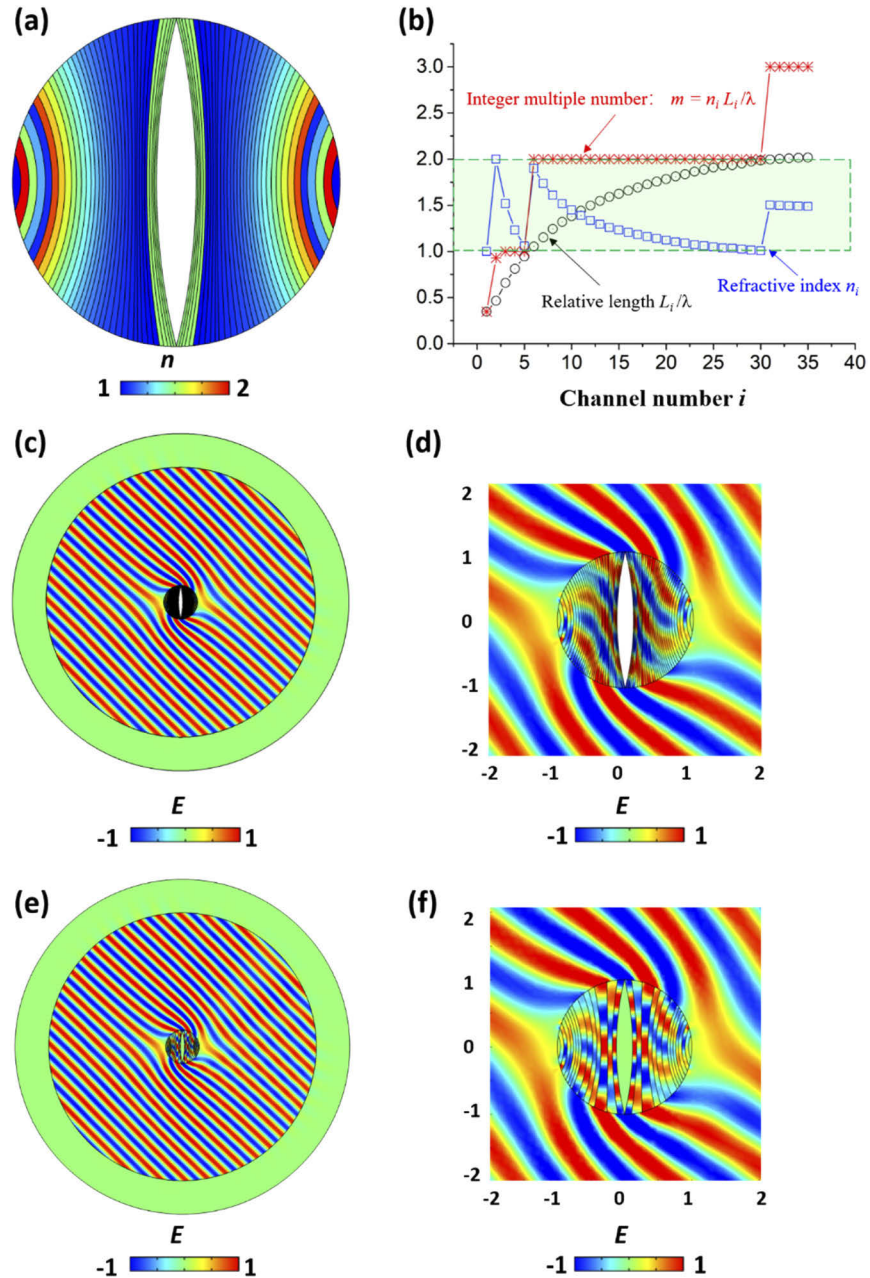 (a)
n
1 2
(b)
3.0
2.5
2.0
1.5
1.0
0.5
0.0
Integer multiple number: m = nᵢ Lᵢ/λ
Relative length Lᵢ/λ
Refractive index nᵢ
0 5 10 15 20 25 30 35 40
Channel number i
(c)
E
-1 1
(d)
2
1
0
-1
-2
-2 -1 0 1 2
E
-1 1
(e)
E
-1 1
(f)
2
1
0
-1
-2
-2 -1 0 1 2
E
-1 1